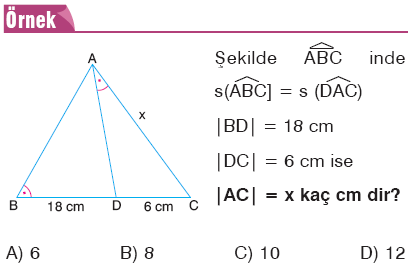 Örnek
Şekilde ABC inde
s(ABC] = s (DAC)
|BD| = 18 cm
|DC| = 6 cm ise
|AC| = x kaç cm dir?
A
x
B 18 cm D 6 cm C
A) 6 B) 8 C) 10 D) 12